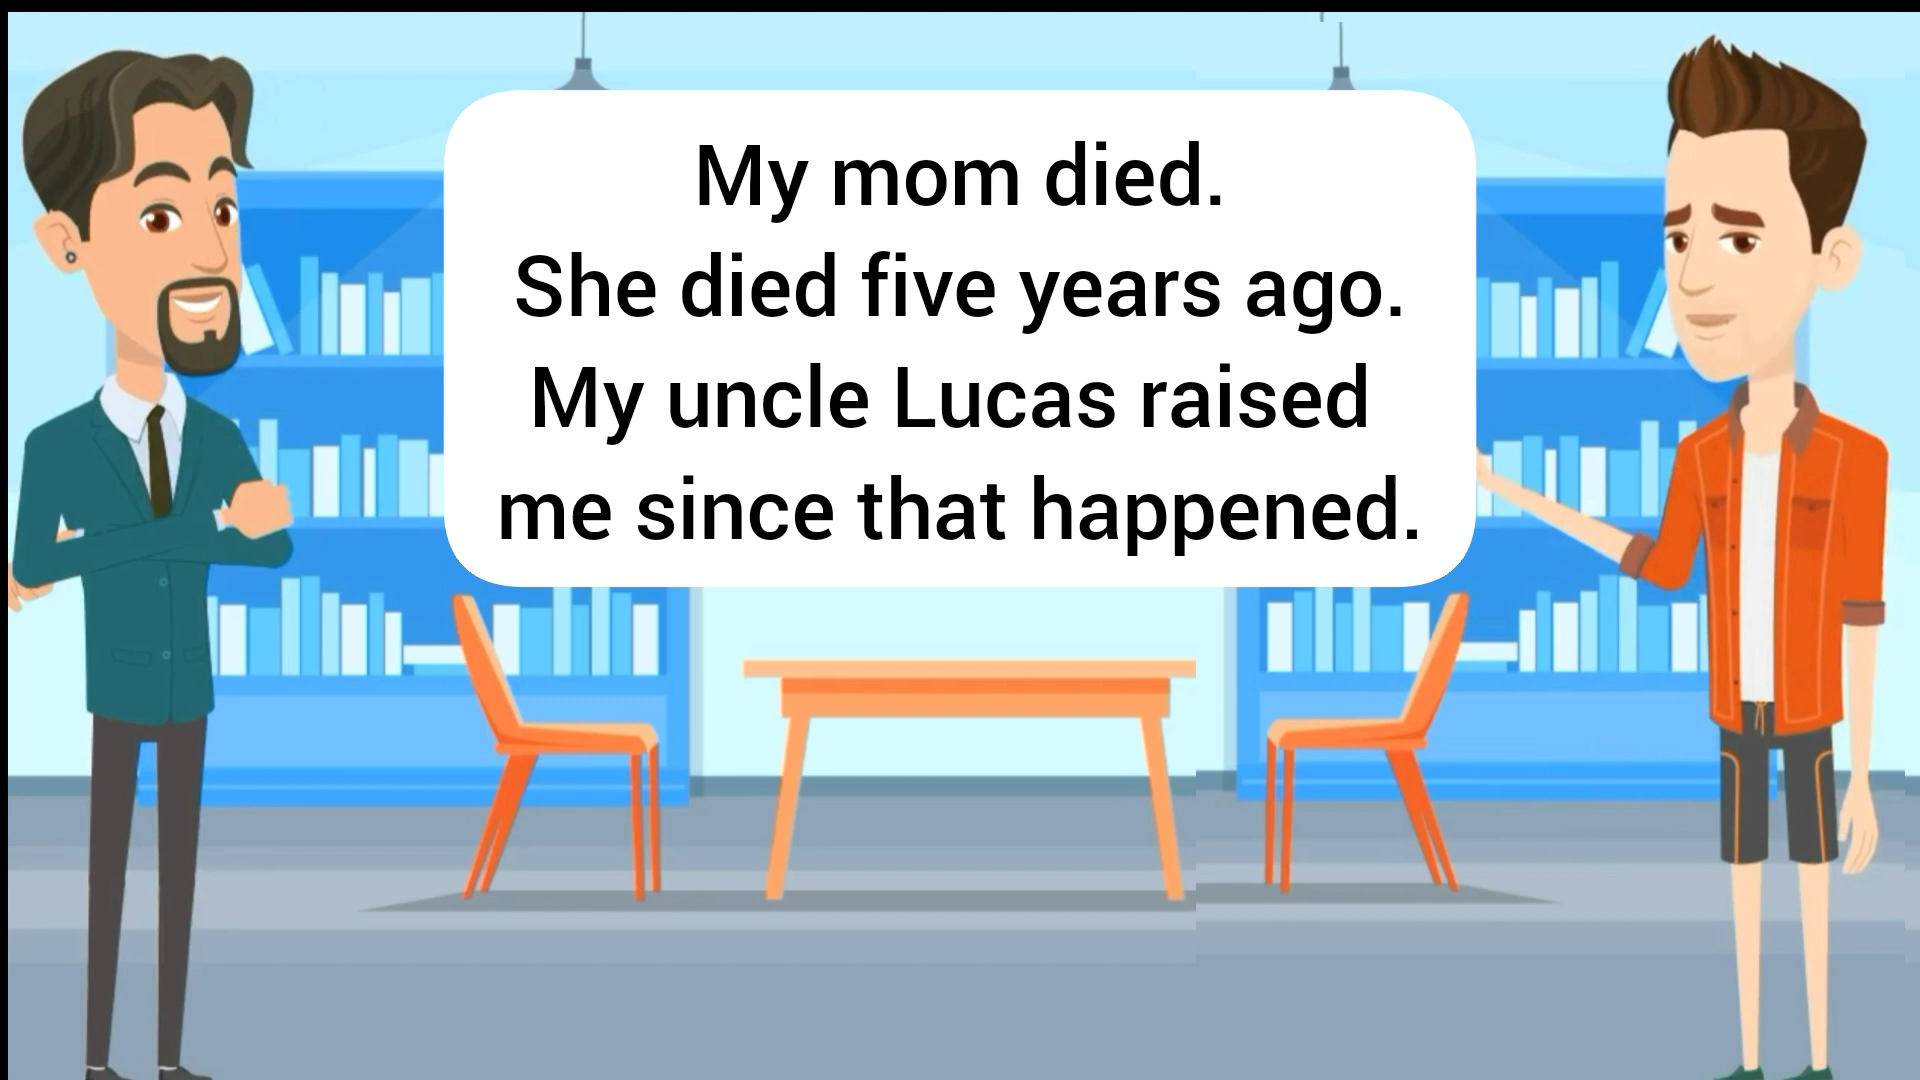 My mom died.
She died five years ago.
My uncle Lucas raised
me since that happened.